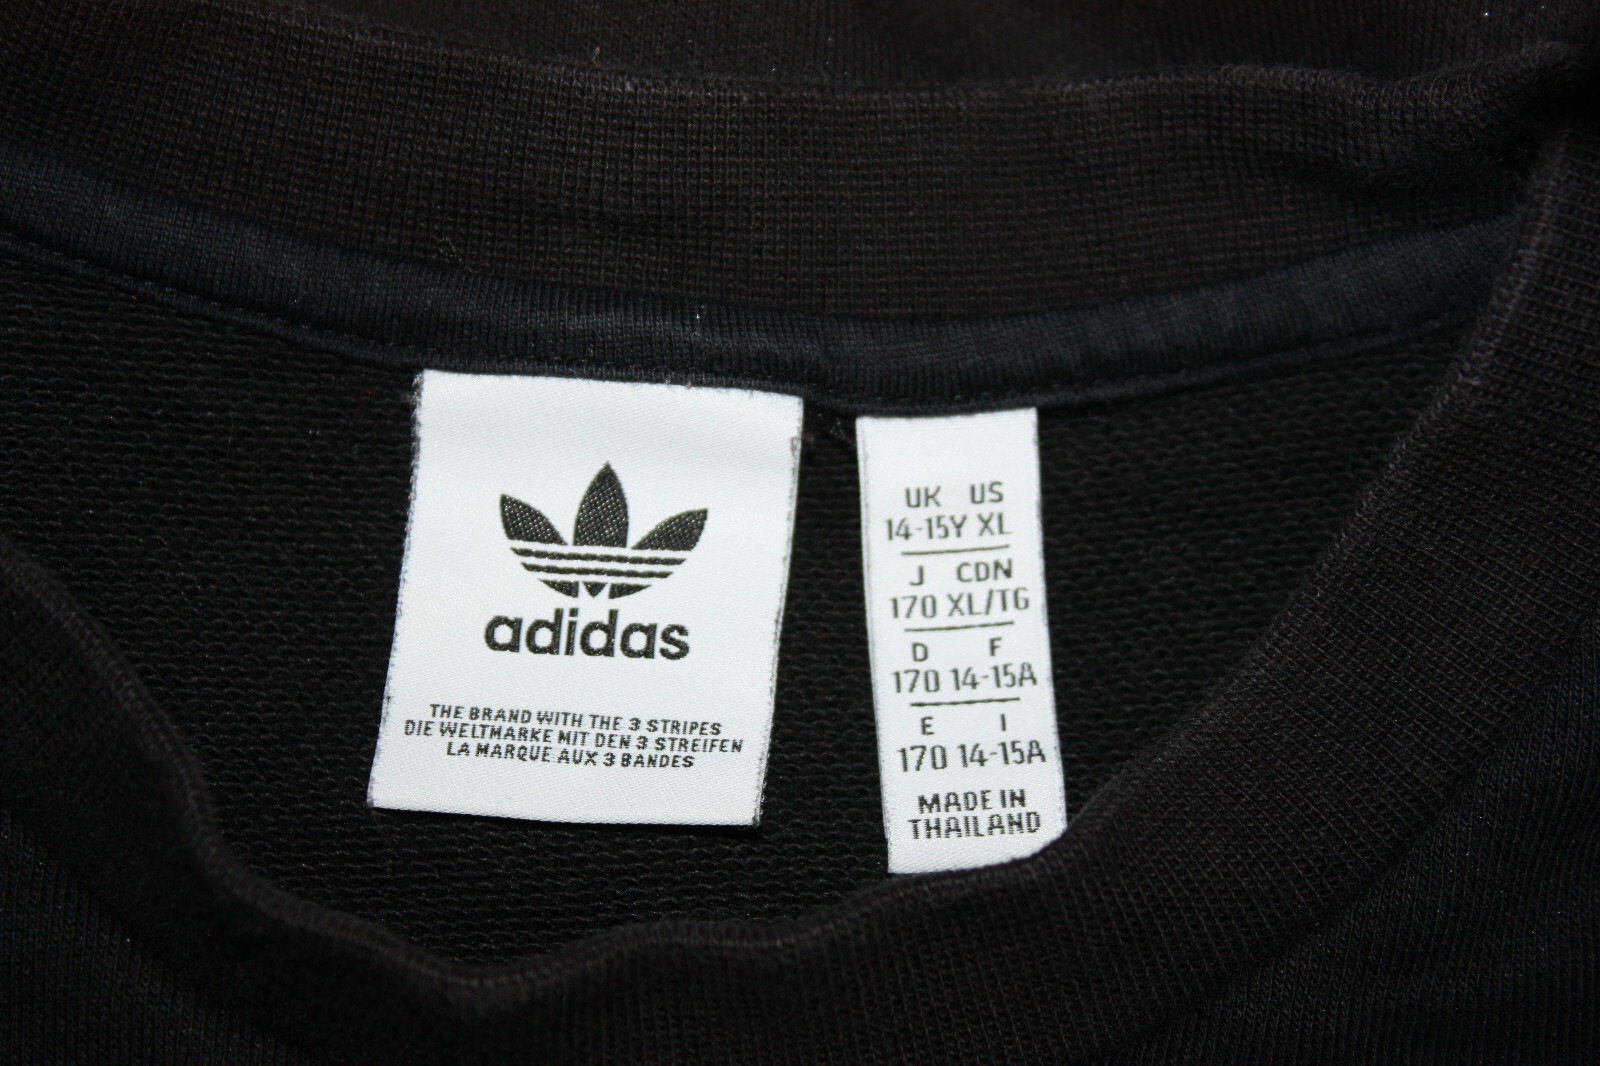 adidas
THE BRAND WITH THE 3 STRIPES
DIE WELTMARKE MIT DEN 3 STREIFEN
LA MARQUE AUX 3 BANDES
UK US
14-15Y XL
J CDN
170 XL/TG
D F
170 14-15A
E I
170 14-15A
MADE IN
THAILAND